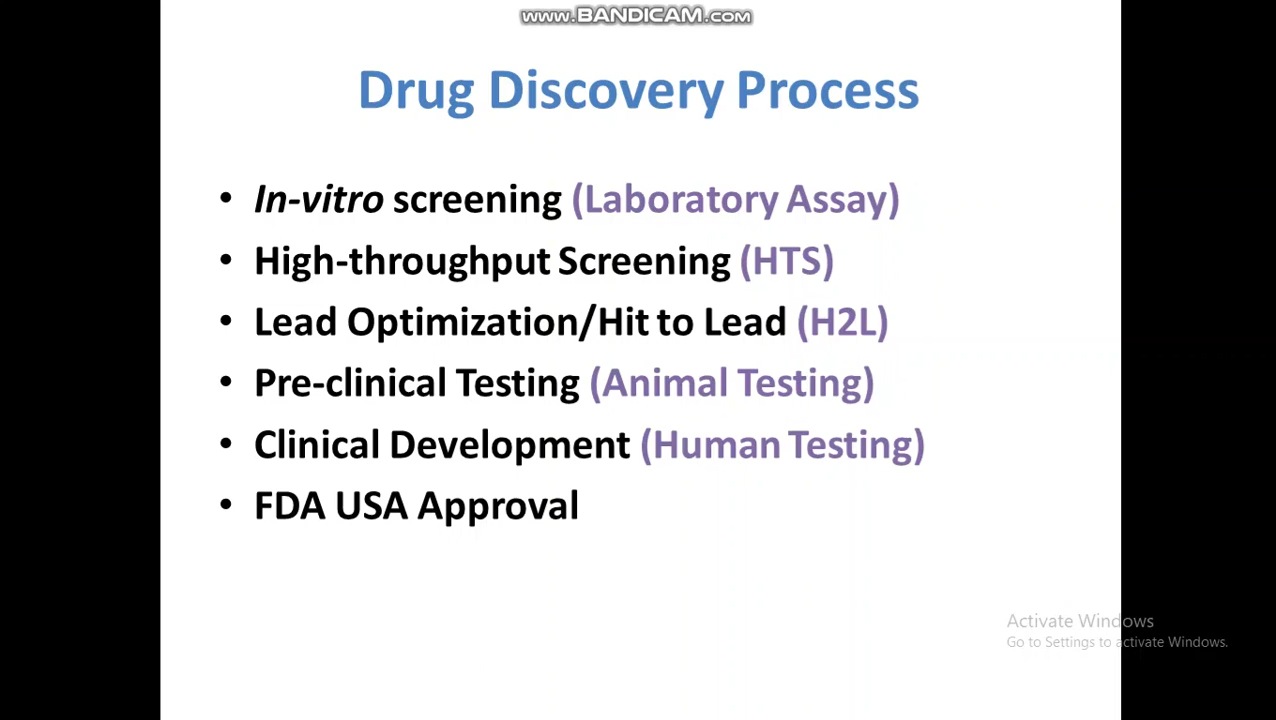 www.BANDICAM.com
Drug Discovery Process
• In-vitro screening (Laboratory Assay)
• High-throughput Screening (HTS)
• Lead Optimization/Hit to Lead (H2L)
• Pre-clinical Testing (Animal Testing)
• Clinical Development (Human Testing)
• FDA USA Approval
Activate Windows
Go to Settings to activate Windows.